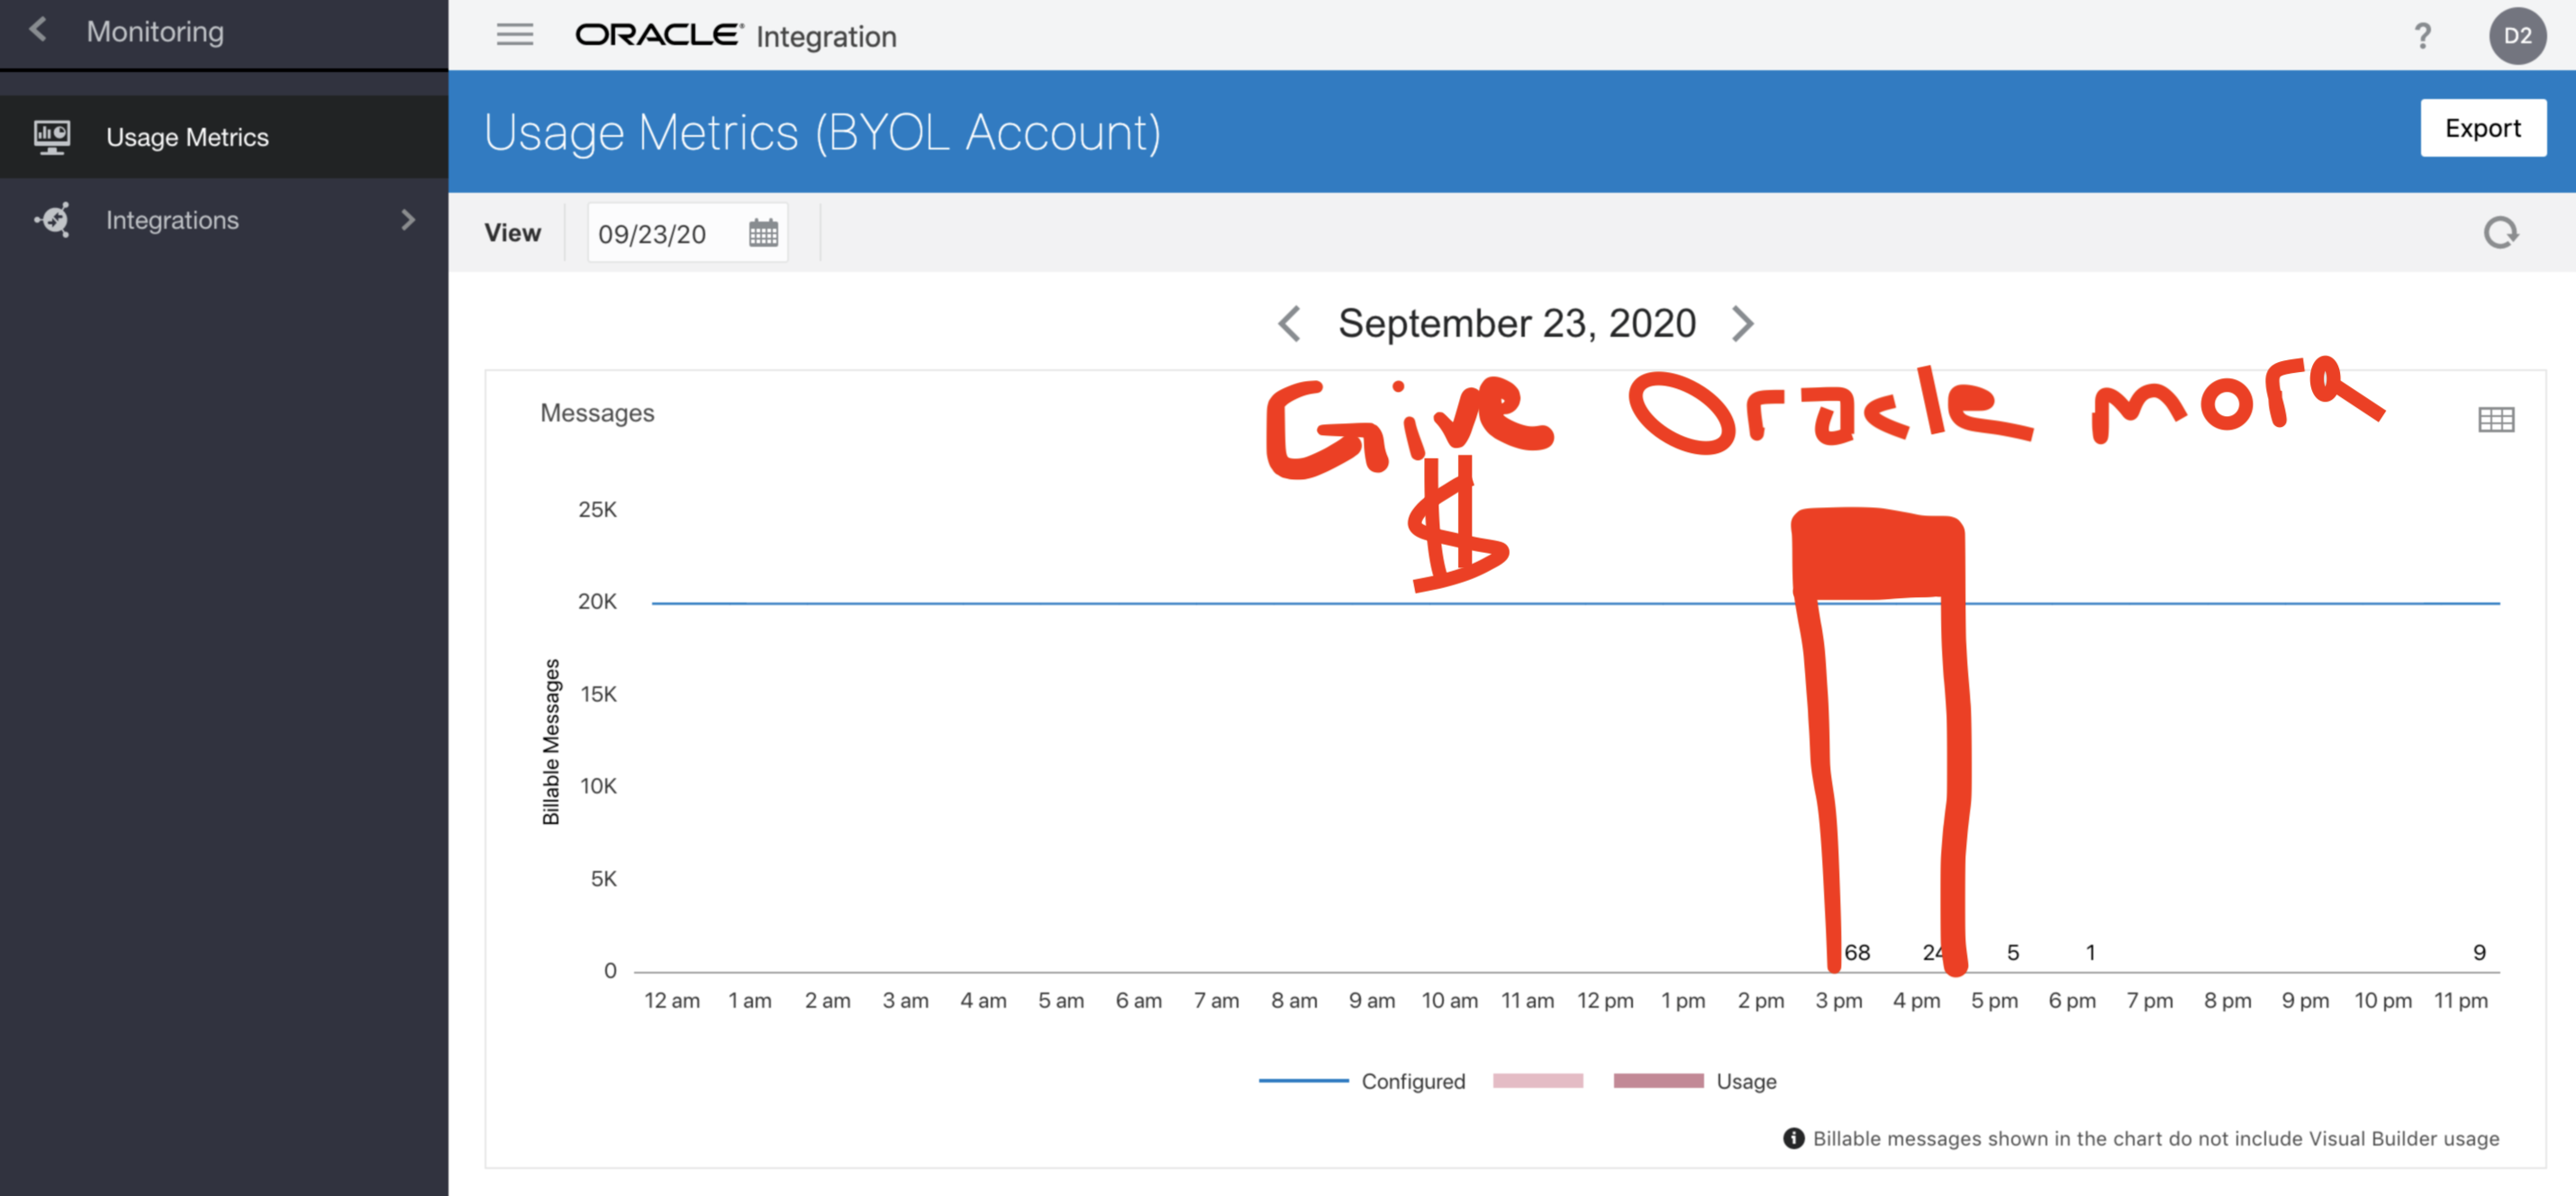 Monitoring
ORACLE® Integration
?
D2
Usage Metrics
Usage Metrics (BYOL Account)
Export
Integrations
View
09/23/20
September 23, 2020
Give Oracle more
$
Messages
25K
20K
15K
10K
5K
0
Billable Messages
68 24 5 1 9
12 am 1 am 2 am 3 am 4 am 5 am 6 am 7 am 8 am 9 am 10 am 11 am 12 pm 1 pm 2 pm 3 pm 4 pm 5 pm 6 pm 7 pm 8 pm 9 pm 10 pm 11 pm
Configured Usage
Billable messages shown in the chart do not include Visual Builder usage